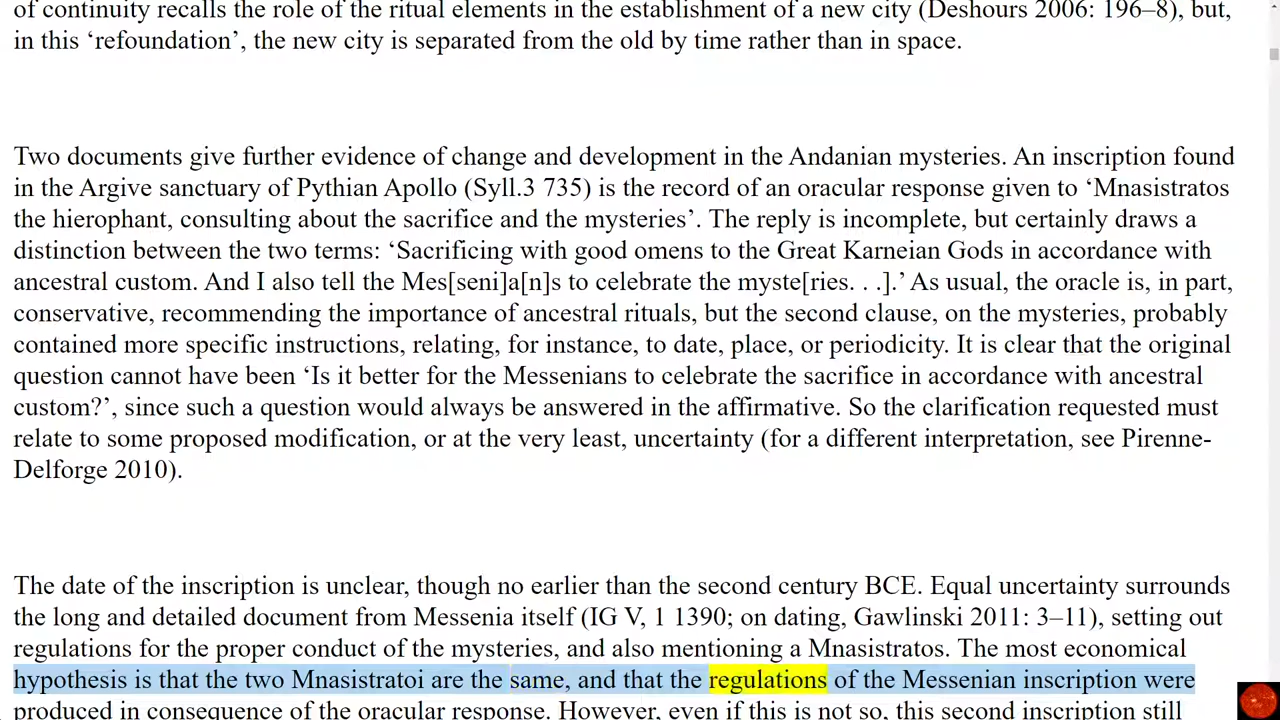 of continuity recalls the role of the ritual elements in the establishment of a new city (Deshours 2006: 196–8), but,
in this ‘refoundation’, the new city is separated from the old by time rather than in space.
Two documents give further evidence of change and development in the Andanian mysteries. An inscription found
in the Argive sanctuary of Pythian Apollo (Syll.3 735) is the record of an oracular response given to ‘Mnasistratos
the hierophant, consulting about the sacrifice and the mysteries’. The reply is incomplete, but certainly draws a
distinction between the two terms: ‘Sacrificing with good omens to the Great Karneian Gods in accordance with
ancestral custom. And I also tell the Mes[seni]a[n]s to celebrate the myste[ries. . .].’ As usual, the oracle is, in part,
conservative, recommending the importance of ancestral rituals, but the second clause, on the mysteries, probably
contained more specific instructions, relating, for instance, to date, place, or periodicity. It is clear that the original
question cannot have been ‘Is it better for the Messenians to celebrate the sacrifice in accordance with ancestral
custom?’, since such a question would always be answered in the affirmative. So the clarification requested must
relate to some proposed modification, or at the very least, uncertainty (for a different interpretation, see Pirenne-
Delforge 2010).
The date of the inscription is unclear, though no earlier than the second century BCE. Equal uncertainty surrounds
the long and detailed document from Messenia itself (IG V, 1 1390; on dating, Gawlinski 2011: 3–11), setting out
regulations for the proper conduct of the mysteries, and also mentioning a Mnasistratos. The most economical
hypothesis is that the two Mnasistratoi are the same, and that the regulations of the Messenian inscription were
produced in consequence of the oracular response. However, even if this is not so, this second inscription still